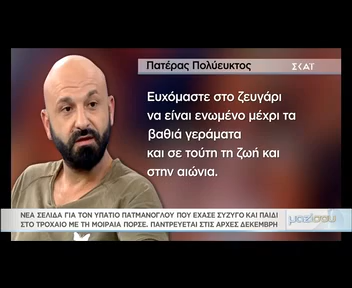 Πατέρας Πολύευκτος
ΣΚΑΪ
Ευχόμαστε στο ζευγάρι
να είναι ενωμένο μέχρι τα
βαθιά γεράματα
και σε τούτη τη ζωή και
στην αιώνια.
ΝΕΑ ΣΕΛΙΔΑ ΓΙΑ ΤΟΝ ΥΠΑΤΙΟ ΠΑΤΜΑΝΟΓΛΟΥ ΠΟΥ ΕΧΑΣΕ ΣΥΖΥΓΟ ΚΑΙ ΠΑΙΔΙ
ΣΤΟ ΤΡΟΧΑΙΟ ΜΕ ΤΗ ΜΟΙΡΑΙΑ ΠΟΡΣΕ. ΠΑΝΤΡΕΥΕΤΑΙ ΣΤΙΣ ΑΡΧΕΣ ΔΕΚΕΜΒΡΗ
μαζί σου